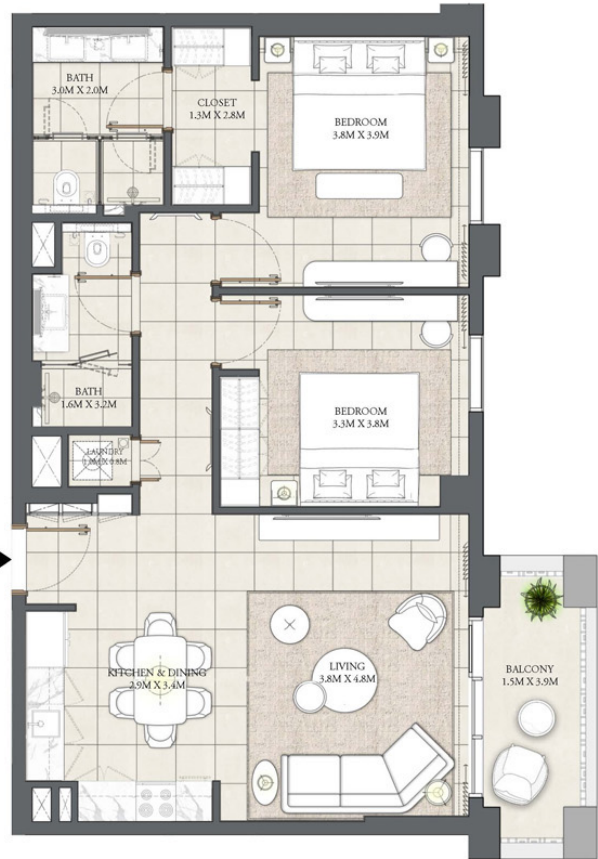 BATH
3.0M X 2.0M
CLOSET
1.3M X 2.8M
BEDROOM
3.8M X 3.9M
BATH
1.6M X 3.2M
BEDROOM
3.3M X 3.8M
LAUNDRY
KITCHEN & DINING
2.9M X 3.4M
LIVING
3.8M X 4.8M
BALCONY
1.5M X 3.9M